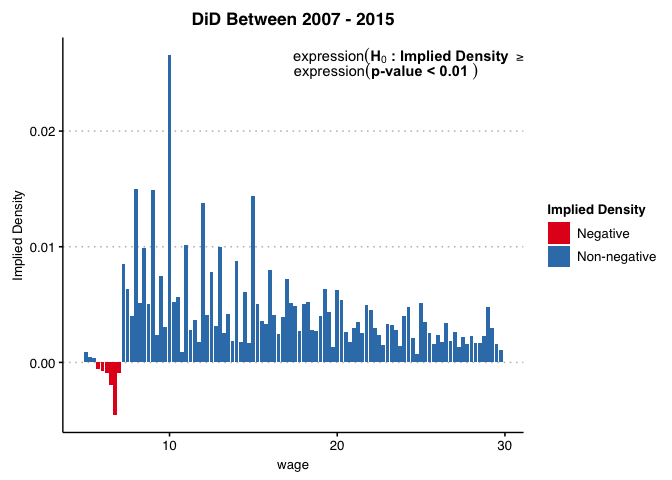 DiD Between 2007 - 2015
expression(H₀ : Implied Density ≥
expression(p-value < 0.01 )
0.02
0.01
0.00
Implied Density
10 20 30
wage
Implied Density
Negative
Non-negative